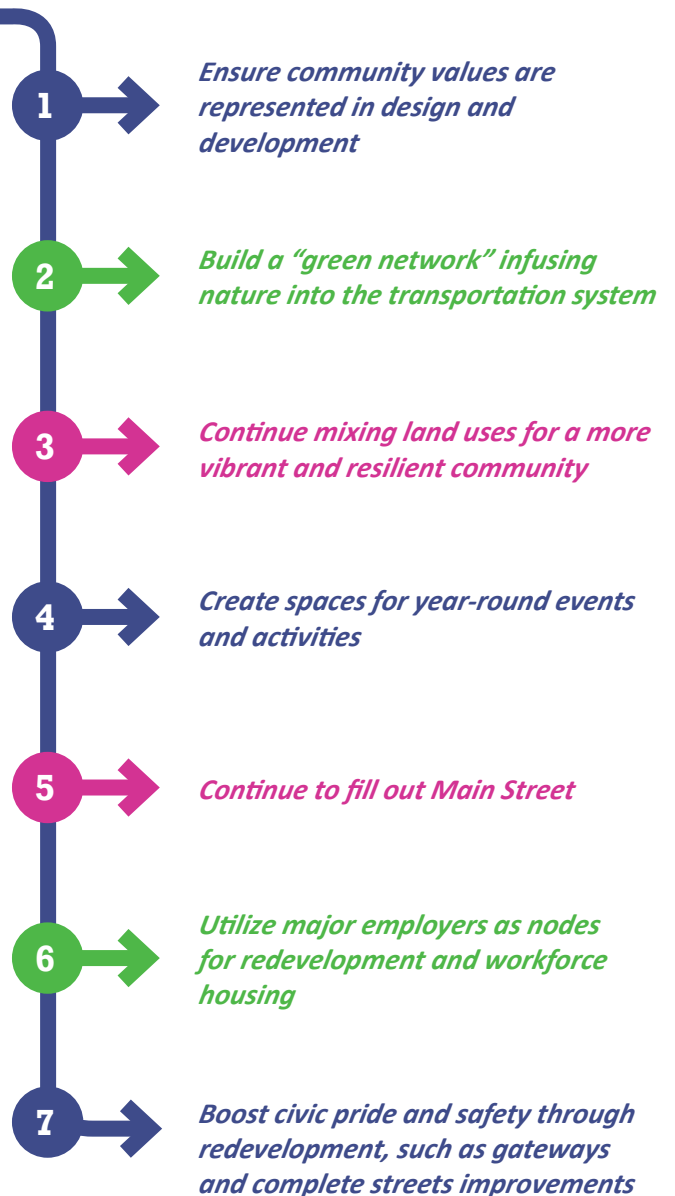 1
Ensure community values are
represented in design and
development
2
Build a “green network” infusing
nature into the transportation system
3
Continue mixing land uses for a more
vibrant and resilient community
4
Create spaces for year-round events
and activities
5
Continue to fill out Main Street
6
Utilize major employers as nodes
for redevelopment and workforce
housing
7
Boost civic pride and safety through
redevelopment, such as gateways
and complete streets improvements